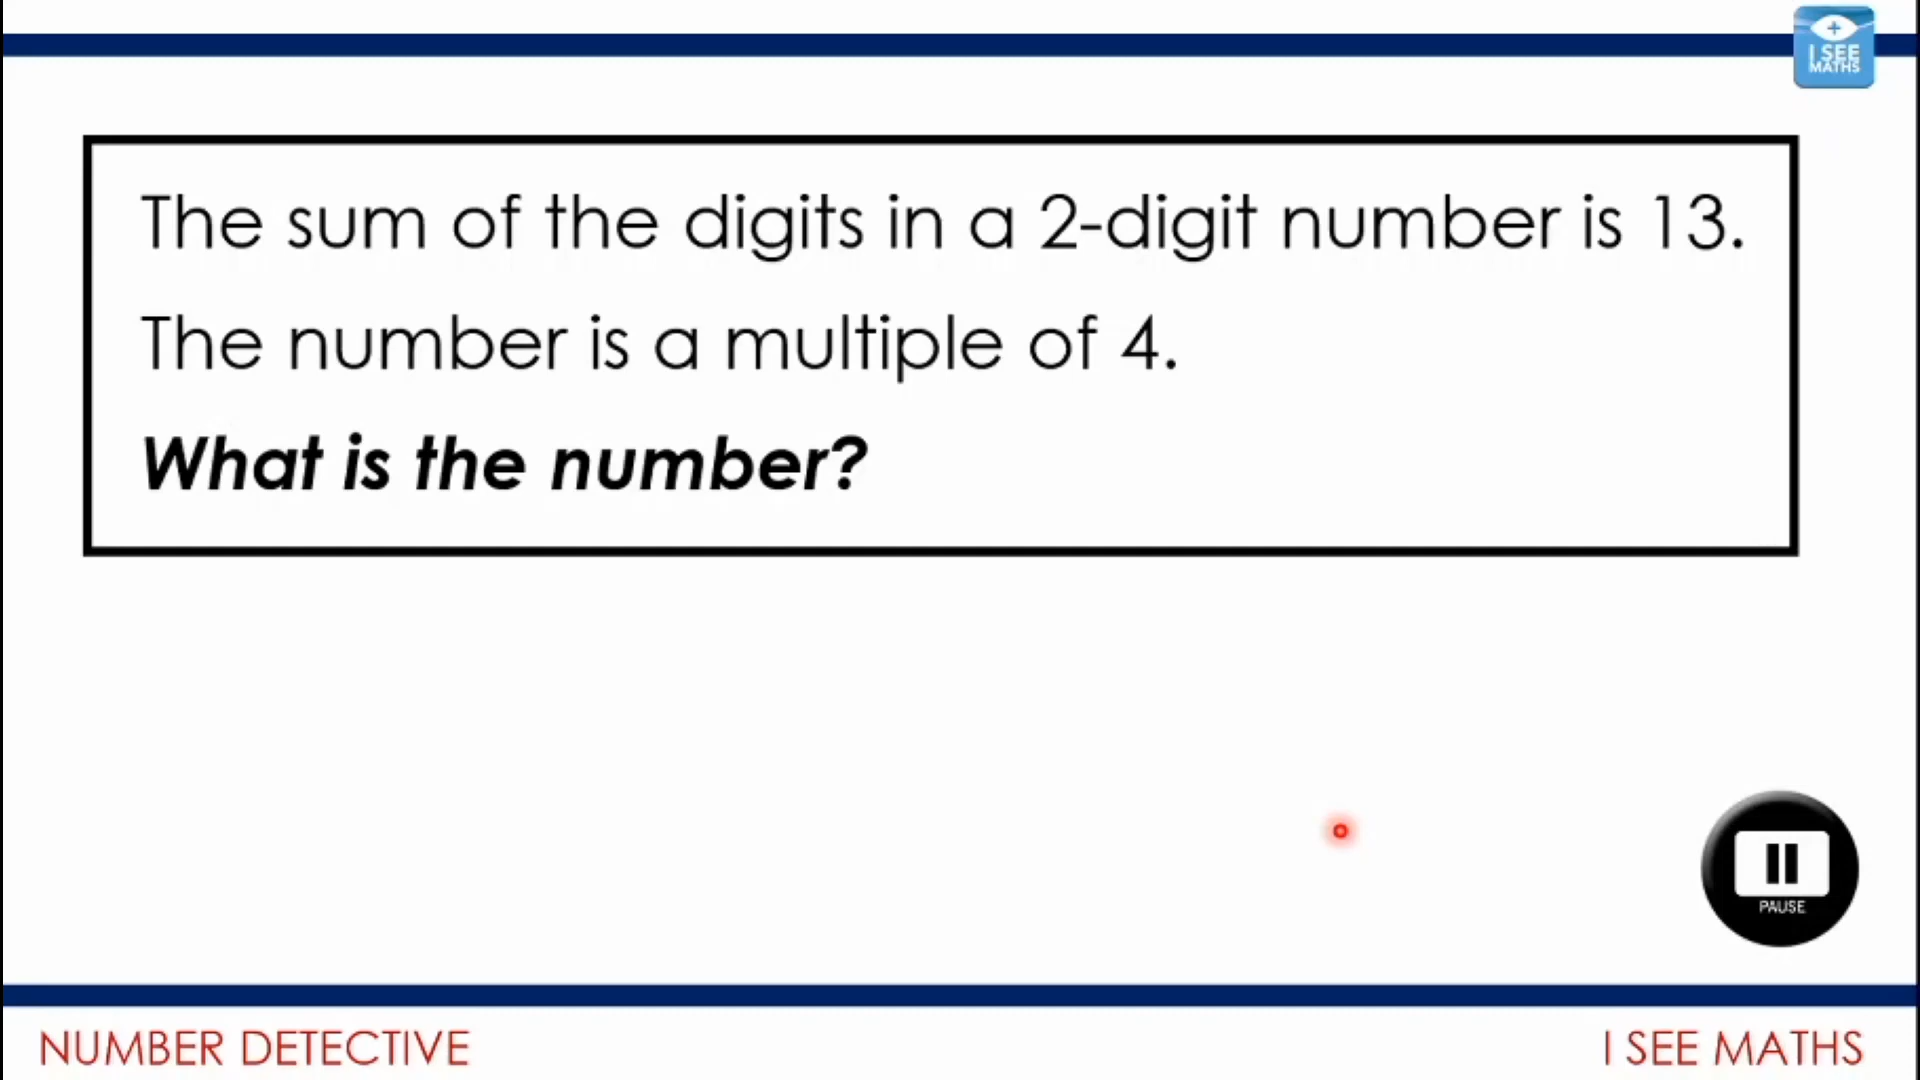 I SEE
MATHS
The sum of the digits in a 2-digit number is 13.
The number is a multiple of 4.
What is the number?
PAUSE
NUMBER DETECTIVE
I SEE MATHS